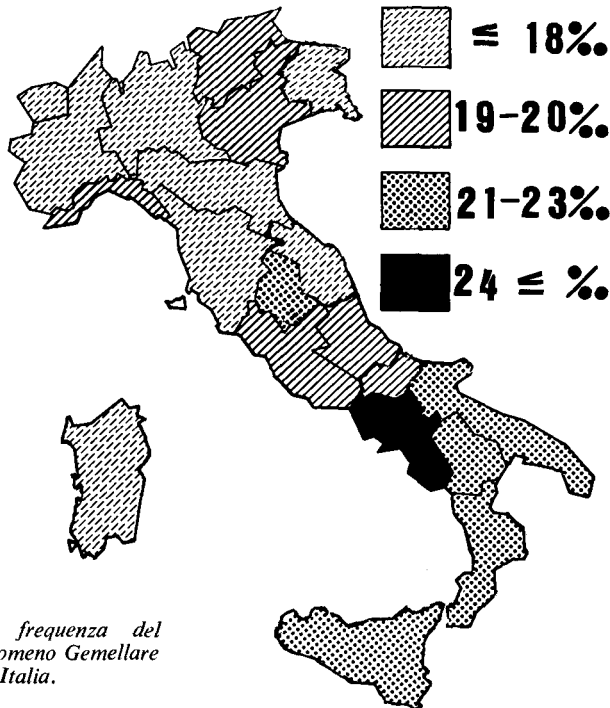 ≤ 18‰
19-20‰
21-23‰
24 ≤ ‰
frequenza del
omeno Gemellare
Italia.